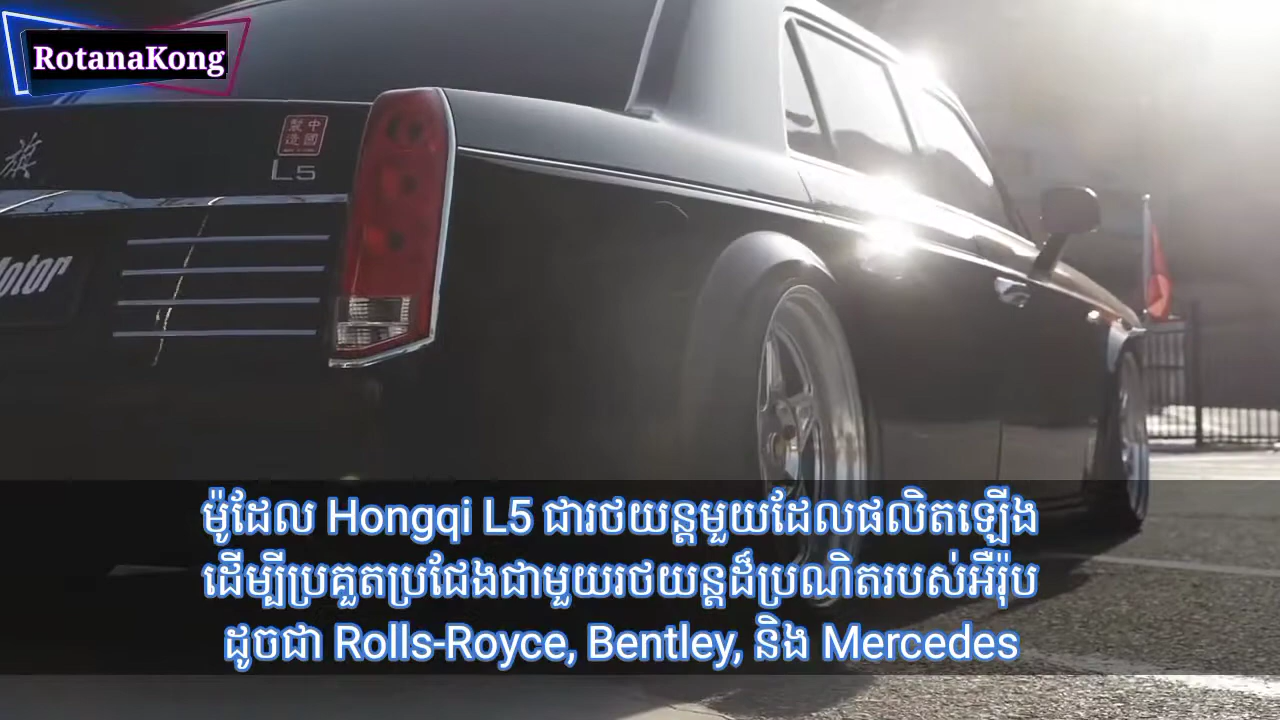 RotanaKong
旗
中國
製造
L5
Motor
ម៉ូដែល Hongqi L5 ជារថយន្តមួយដែលផលិតឡើង
ដើម្បីប្រគួតប្រជែងជាមួយរថយន្តដ៏ប្រណិតរបស់អឺរ៉ុប
ដូចជា Rolls-Royce, Bentley, និង Mercedes